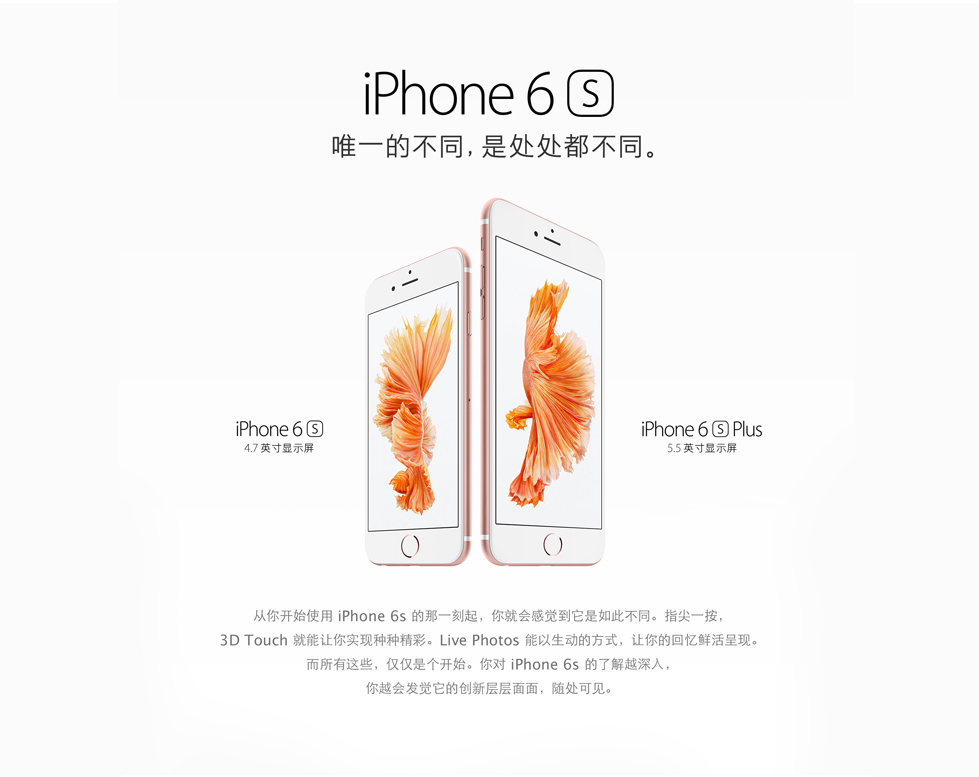 iPhone 6 S
唯一的不同，是处处都不同。
iPhone 6 S
4.7 英寸显示屏
iPhone 6 S Plus
5.5 英寸显示屏
从你开始使用 iPhone 6s 的那一刻起，你就会感觉到它是如此不同。指尖一按，
3D Touch 就能让你实现种种精彩。Live Photos 能以生动的方式，让你的回忆鲜活呈现。
而所有这些，仅仅是个开始。你对 iPhone 6s 的了解越深入，
你越会发觉它的创新层层面面，随处可见。